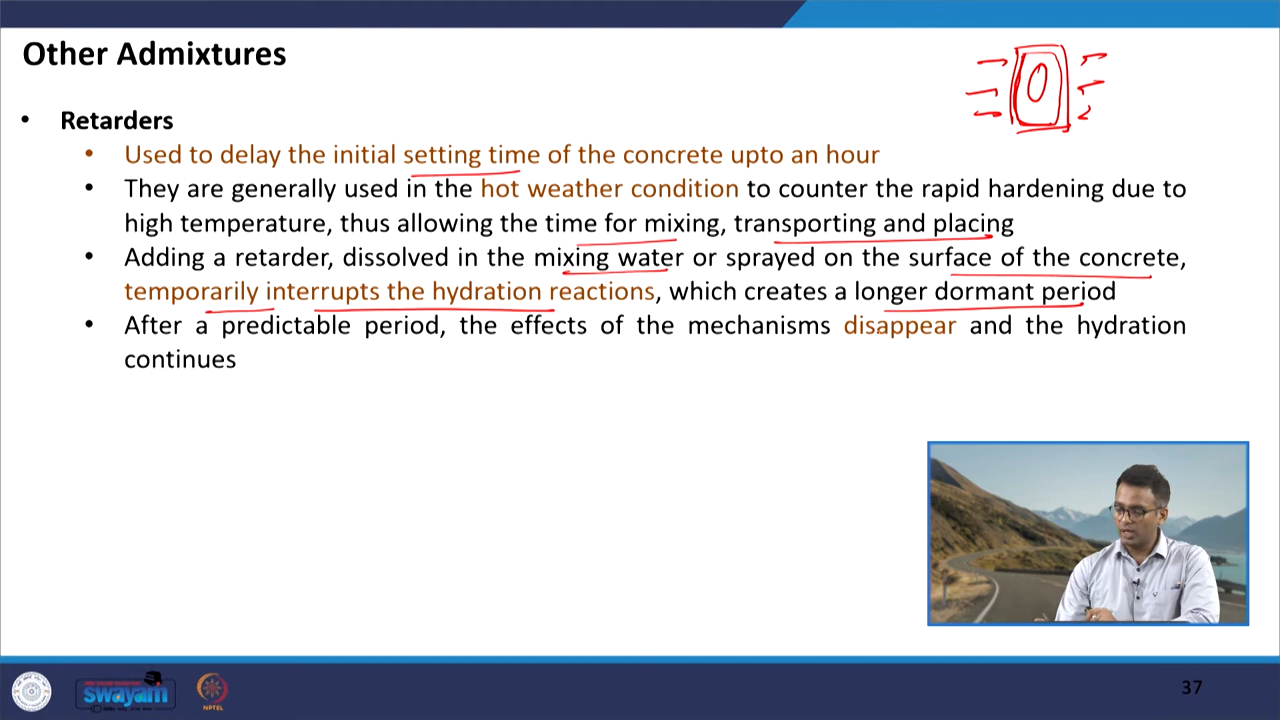 Other Admixtures
• Retarders
• Used to delay the initial setting time of the concrete upto an hour
• They are generally used in the hot weather condition to counter the rapid hardening due to
high temperature, thus allowing the time for mixing, transporting and placing
• Adding a retarder, dissolved in the mixing water or sprayed on the surface of the concrete,
temporarily interrupts the hydration reactions, which creates a longer dormant period
• After a predictable period, the effects of the mechanisms disappear and the hydration
continues
swayam
NPTEL
37